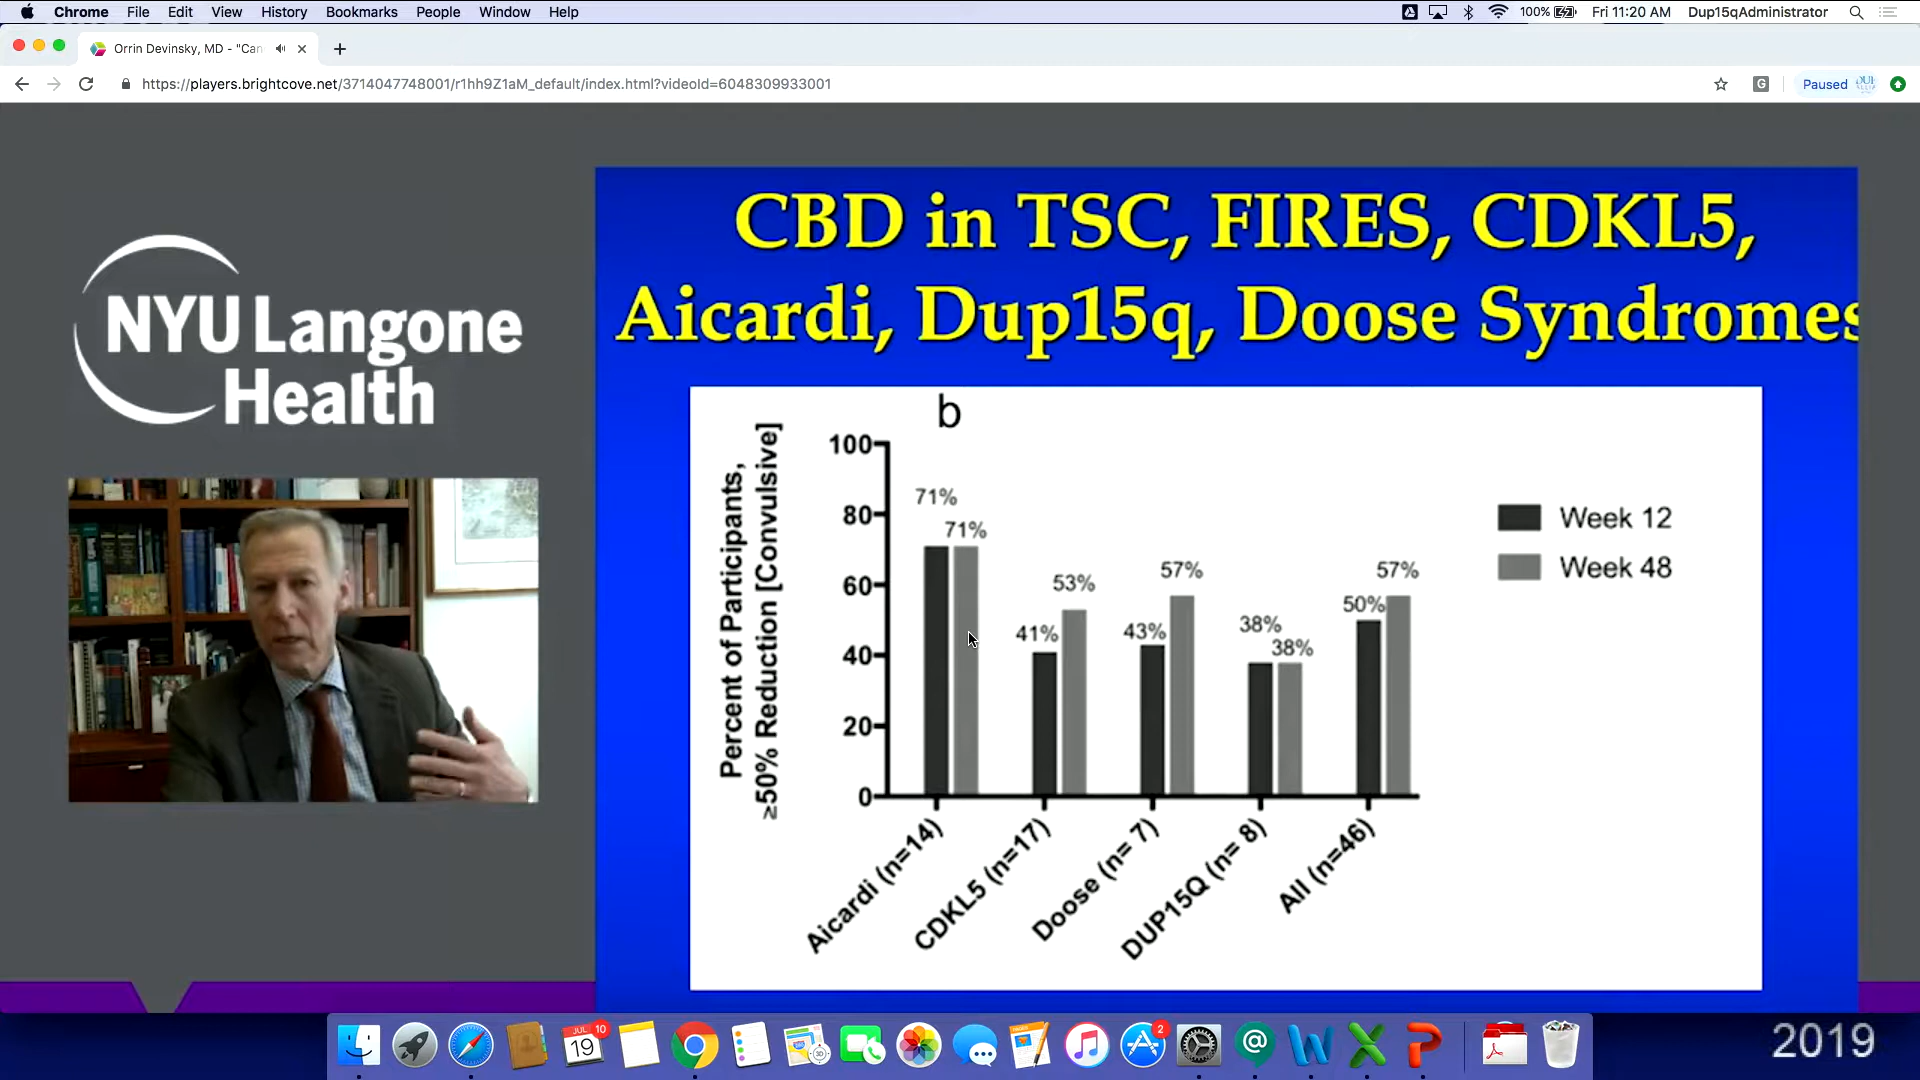 Chrome File Edit View History Bookmarks People Window Help 100% Fri 11:20 AM Dup15qAdministrator
Orrin Devinsky, MD - "Can
https://players.brightcove.net/3714047748001/r1hh9Z1aM_default/index.html?videoId=6048309933001 G Paused
NYU Langone
Health
CBD in TSC, FIRES, CDKL5,
Aicardi, Dup15q, Doose Syndromes
b
Percent of Participants,
≥50% Reduction [Convulsive]
100
80
60
40
20
0
71%
71%
41%
53%
43%
57%
38%
38%
50%
57%
Aicardi (n=14)
CDKL5 (n=17)
Doose (n= 7)
DUP15Q (n= 8)
All (n=46)
Week 12
Week 48
JUL
19
10
2
2019